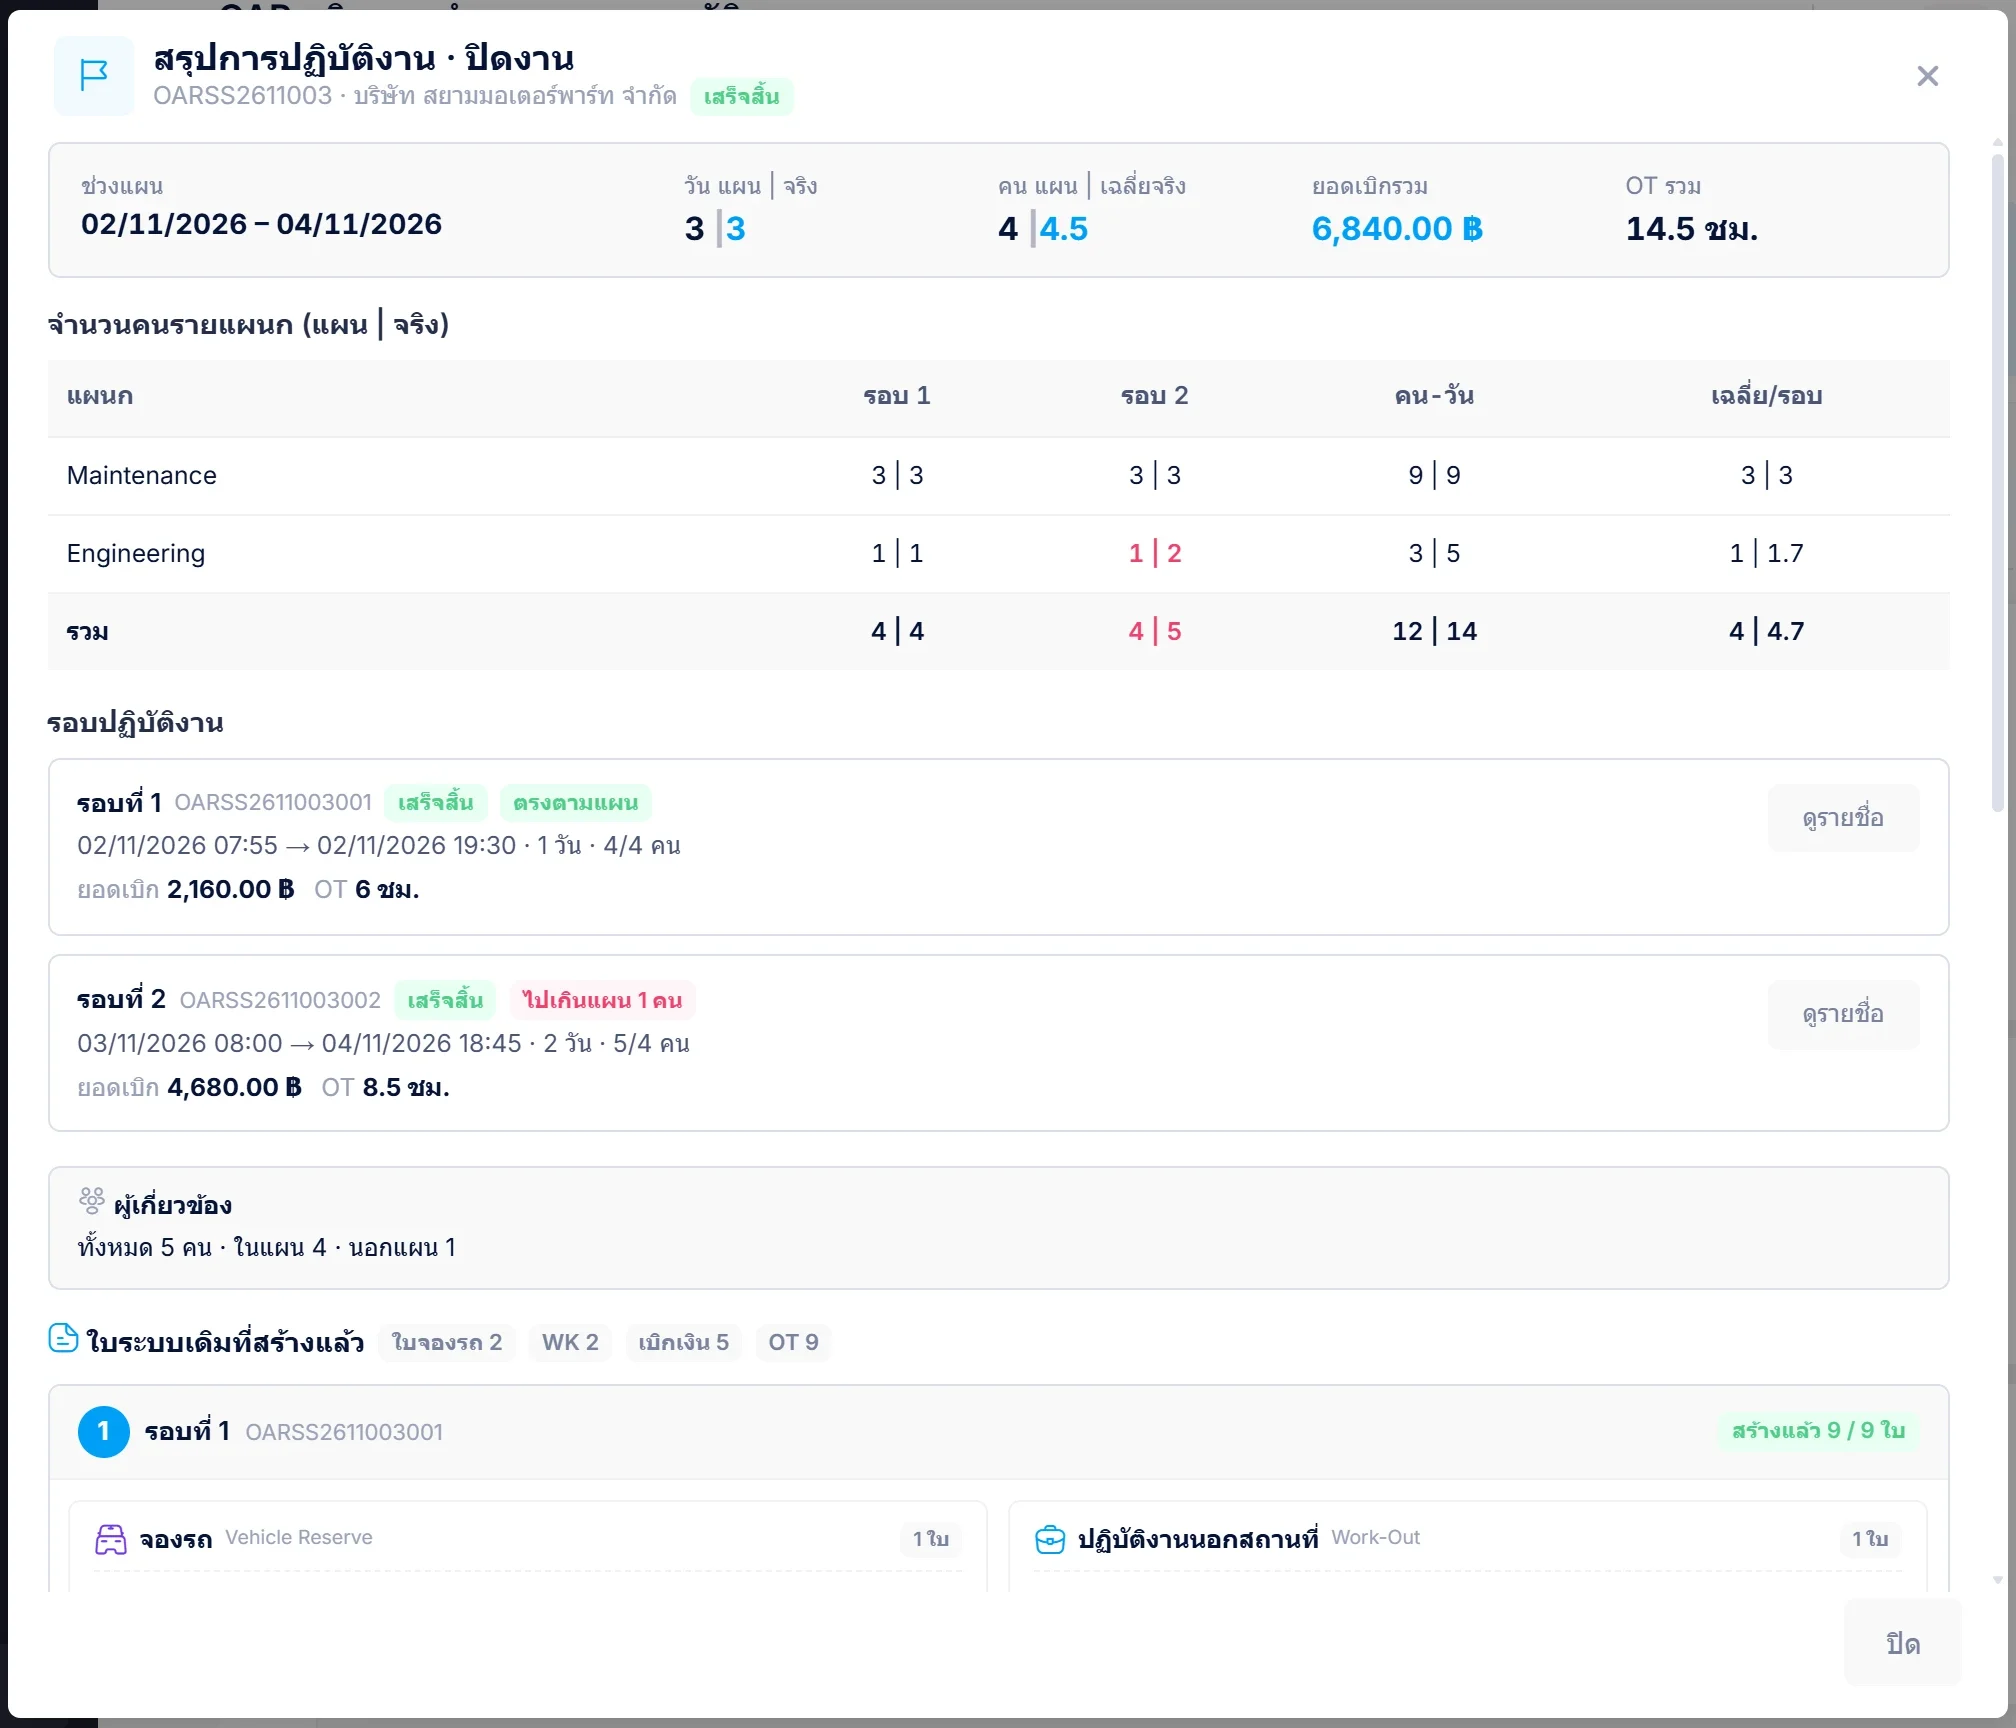 สรุปการปฏิบัติงาน · ปิดงาน
OARSS2611003 · บริษัท สยามมอเตอร์พาร์ท จำกัด เสร็จสิ้น
ช่วงแผน วัน แผน | จริง คน แผน | เฉลี่ยจริง ยอดเบิกรวม OT รวม
02/11/2026 – 04/11/2026 3 | 3 4 | 4.5 6,840.00 ฿ 14.5 ชม.
จำนวนคนรายแผนก (แผน | จริง)
แผนก รอบ 1 รอบ 2 คน-วัน เฉลี่ย/รอบ
Maintenance 3 | 3 3 | 3 9 | 9 3 | 3
Engineering 1 | 1 1 | 2 3 | 5 1 | 1.7
รวม 4 | 4 4 | 5 12 | 14 4 | 4.7
รอบปฏิบัติงาน
รอบที่ 1 OARSS2611003001 เสร็จสิ้น ตรงตามแผน ดูรายชื่อ
02/11/2026 07:55 → 02/11/2026 19:30 · 1 วัน · 4/4 คน
ยอดเบิก 2,160.00 ฿ OT 6 ชม.
รอบที่ 2 OARSS2611003002 เสร็จสิ้น ไปเกินแผน 1 คน ดูรายชื่อ
03/11/2026 08:00 → 04/11/2026 18:45 · 2 วัน · 5/4 คน
ยอดเบิก 4,680.00 ฿ OT 8.5 ชม.
ผู้เกี่ยวข้อง
ทั้งหมด 5 คน · ในแผน 4 · นอกแผน 1
ใบระบบเดิมที่สร้างแล้ว ใบจองรถ 2 WK 2 เบิกเงิน 5 OT 9
1 รอบที่ 1 OARSS2611003001 สร้างแล้ว 9 / 9 ใบ
จองรถ Vehicle Reserve 1 ใบ ปฏิบัติงานนอกสถานที่ Work-Out 1 ใบ
ปิด